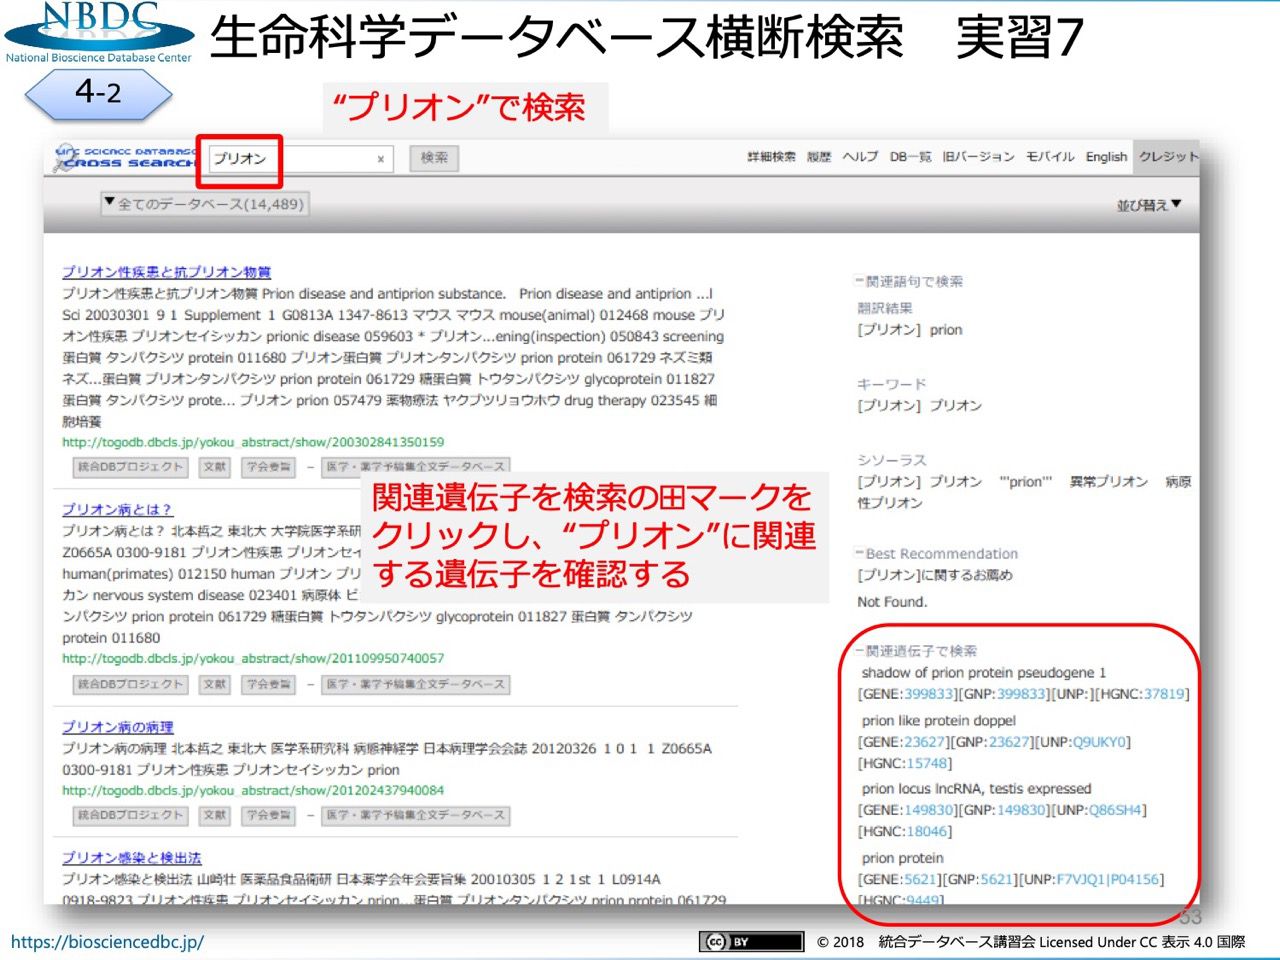 NBDC
National Bioscience Database Center
生命科学データベース横断検索　実習7
4-2
“プリオン”で検索
LIFE SCIENCE DATABASE
CROSS SEARCH
プリオン
x
検索
詳細検索 履歴 ヘルプ DB一覧 旧バージョン モバイル English クレジット
▼全てのデータベース(14,489)
並び替え▼
プリオン性疾患と抗プリオン物質
プリオン性疾患と抗プリオン物質 Prion disease and antiprion substance. Prion disease and antiprion ...l
Sci 20030301 9 1 Supplement 1 G0813A 1347-8613 マウス マウス mouse(animal) 012468 mouse プリ
オン性疾患 プリオンセイシッカン prionic disease 059603 * プリオン...ening(inspection) 050843 screening
蛋白質 タンパクシツ protein 011680 プリオン蛋白質 プリオンタンパクシツ prion protein 061729 ネズミ類
ネズ...蛋白質 プリオンタンパクシツ prion protein 061729 糖蛋白質 トウタンパクシツ glycoprotein 011827
蛋白質 タンパクシツ prote... プリオン prion 057479 薬物療法 ヤクブツリョウホウ drug therapy 023545 細
胞培養
http://togodb.dbcls.jp/yokou_abstract/show/200302841350159
統合DBプロジェクト 文献 学会要旨 － 医学・薬学予稿集全文データベース
プリオン病とは？
プリオン病とは？ 北本哲之 東北大 大学院医学系研
Z0665A 0300-9181 プリオン性疾患 プリオンセイ
human(primates) 012150 human プリオン プリ
カン nervous system disease 023401 病原体 ビ
ンパクシツ prion protein 061729 糖蛋白質 トウタンパクシツ glycoprotein 011827 蛋白質 タンパクシツ
protein 011680
http://togodb.dbcls.jp/yokou_abstract/show/201109950740057
統合DBプロジェクト 文献 学会要旨 － 医学・薬学予稿集全文データベース
プリオン病の病理
プリオン病の病理 北本哲之 東北大 医学系研究科 病態神経学 日本病理学会会誌 20120326 1 0 1 1 Z0665A
0300-9181 プリオン性疾患 プリオンセイシッカン prion
http://togodb.dbcls.jp/yokou_abstract/show/201202437940084
統合DBプロジェクト 文献 学会要旨 － 医学・薬学予稿集全文データベース
プリオン感染と検出法
プリオン感染と検出法 山崎壮 医薬品食品衛研 日本薬学会年会要旨集 20010305 1 2 1st 1 L0914A
0918-9823 プリオン性疾患 プリオンセイシッカン prion...蛋白質 プリオンタンパクシツ prion protein 061729
関連遺伝子を検索の田マークを
クリックし、“プリオン”に関連
する遺伝子を確認する
関連語句で検索
翻訳結果
[プリオン] prion
キーワード
[プリオン] プリオン
シソーラス
[プリオン] プリオン '"prion"' 異常プリオン 病原
性プリオン
Best Recommendation
[プリオン]に関するお薦め
Not Found.
関連遺伝子で検索
shadow of prion protein pseudogene 1
[GENE:399833][GNP:399833][UNP:][HGNC:37819]
prion like protein doppel
[GENE:23627][GNP:23627][UNP:Q9UKY0]
[HGNC:15748]
prion locus lncRNA, testis expressed
[GENE:149830][GNP:149830][UNP:Q86SH4]
[HGNC:18046]
prion protein
[GENE:5621][GNP:5621][UNP:F7VJQ1|P04156]
[HGNC:9449]
53
https://biosciencedbc.jp/
cc BY
© 2018　統合データベース講習会 Licensed Under CC 表示 4.0 国際